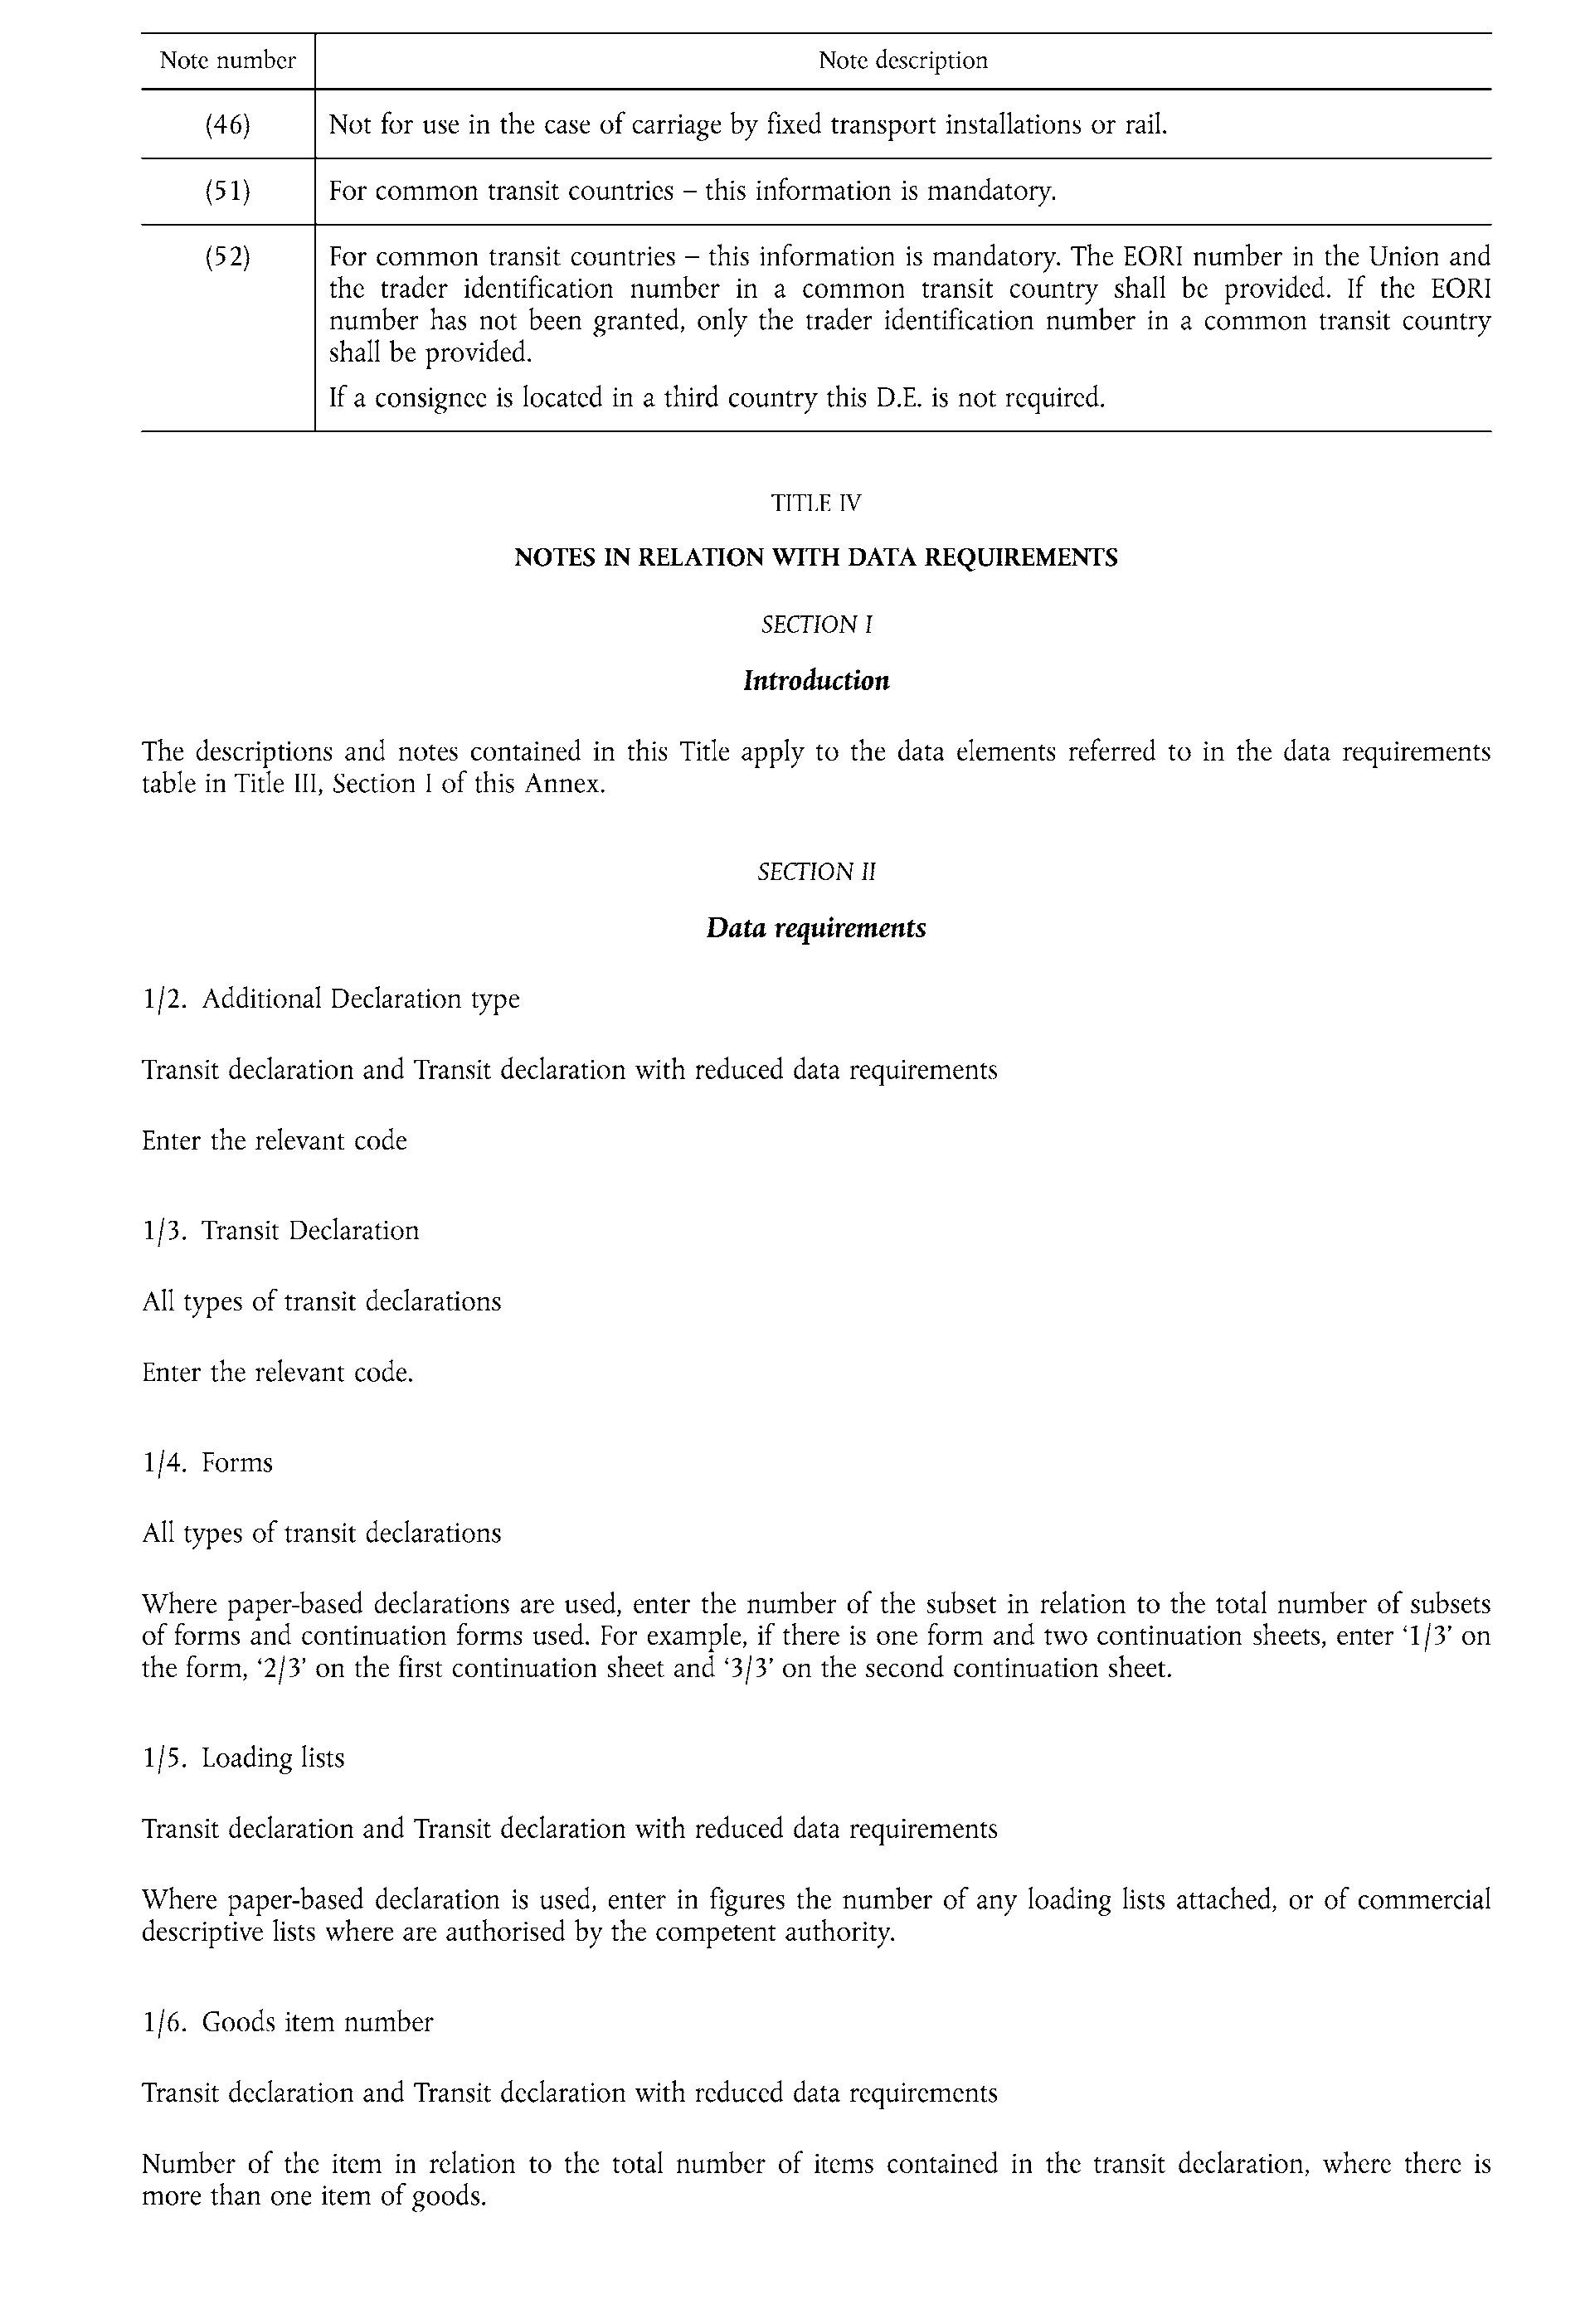 Note number
Note description
(46)
Not for use in the case of carriage by fixed transport installations or rail.
(51)
For common transit countries – this information is mandatory.
(52)
For common transit countries – this information is mandatory. The EORI number in the Union and
the trader identification number in a common transit country shall be provided. If the EORI
number has not been granted, only the trader identification number in a common transit country
shall be provided.
If a consignee is located in a third country this D.E. is not required.
TITLE IV
NOTES IN RELATION WITH DATA REQUIREMENTS
SECTION I
Introduction
The descriptions and notes contained in this Title apply to the data elements referred to in the data requirements
table in Title III, Section I of this Annex.
SECTION II
Data requirements
1/2. Additional Declaration type
Transit declaration and Transit declaration with reduced data requirements
Enter the relevant code
1/3. Transit Declaration
All types of transit declarations
Enter the relevant code.
1/4. Forms
All types of transit declarations
Where paper-based declarations are used, enter the number of the subset in relation to the total number of subsets
of forms and continuation forms used. For example, if there is one form and two continuation sheets, enter ‘1/3’ on
the form, ‘2/3’ on the first continuation sheet and ‘3/3’ on the second continuation sheet.
1/5. Loading lists
Transit declaration and Transit declaration with reduced data requirements
Where paper-based declaration is used, enter in figures the number of any loading lists attached, or of commercial
descriptive lists where are authorised by the competent authority.
1/6. Goods item number
Transit declaration and Transit declaration with reduced data requirements
Number of the item in relation to the total number of items contained in the transit declaration, where there is
more than one item of goods.